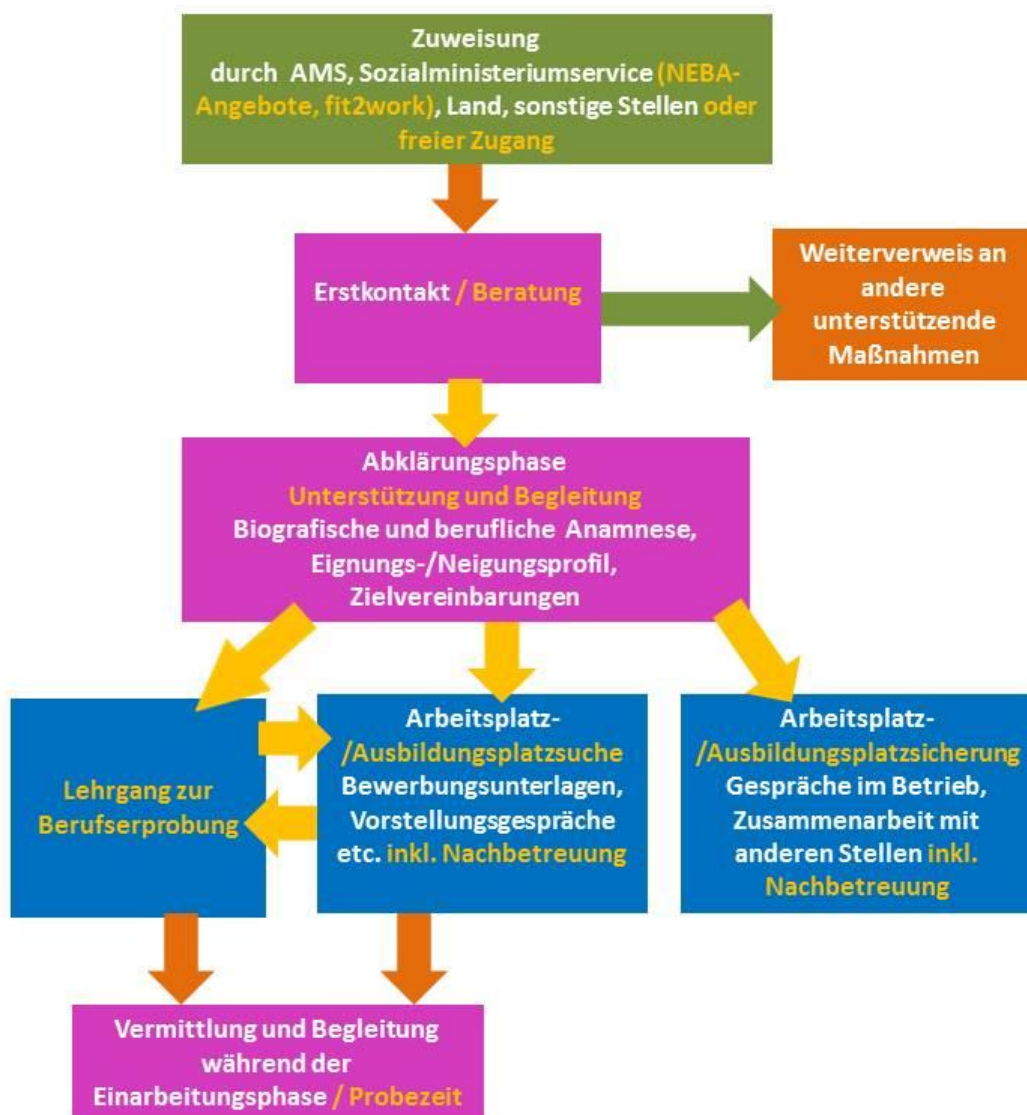 Zuweisung
durch AMS, Sozialministeriumservice (NEBA-
Angebote, fit2work), Land, sonstige Stellen oder
freier Zugang
Erstkontakt / Beratung
Weiterverweis an
andere
unterstützende
Maßnahmen
Abklärungsphase
Unterstützung und Begleitung
Biografische und berufliche Anamnese,
Eignungs-/Neigungsprofil,
Zielvereinbarungen
Lehrgang zur
Berufserprobung
Arbeitsplatz-
/Ausbildungsplatzsuche
Bewerbungsunterlagen,
Vorstellungsgespräche
etc. inkl. Nachbetreuung
Arbeitsplatz-
/Ausbildungsplatzsicherung
Gespräche im Betrieb,
Zusammenarbeit mit
anderen Stellen inkl.
Nachbetreuung
Vermittlung und Begleitung
während der
Einarbeitungsphase / Probezeit